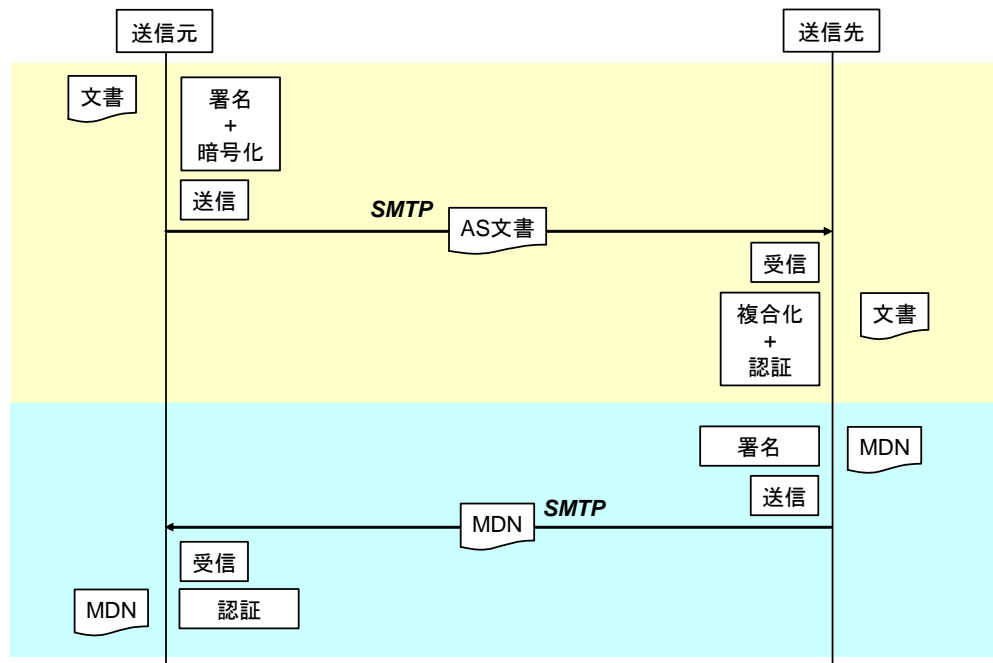 送信元
送信先
文書
署名
+
暗号化
送信
SMTP
AS文書
受信
複合化
+
認証
文書
署名
MDN
送信
SMTP
MDN
受信
MDN
認証